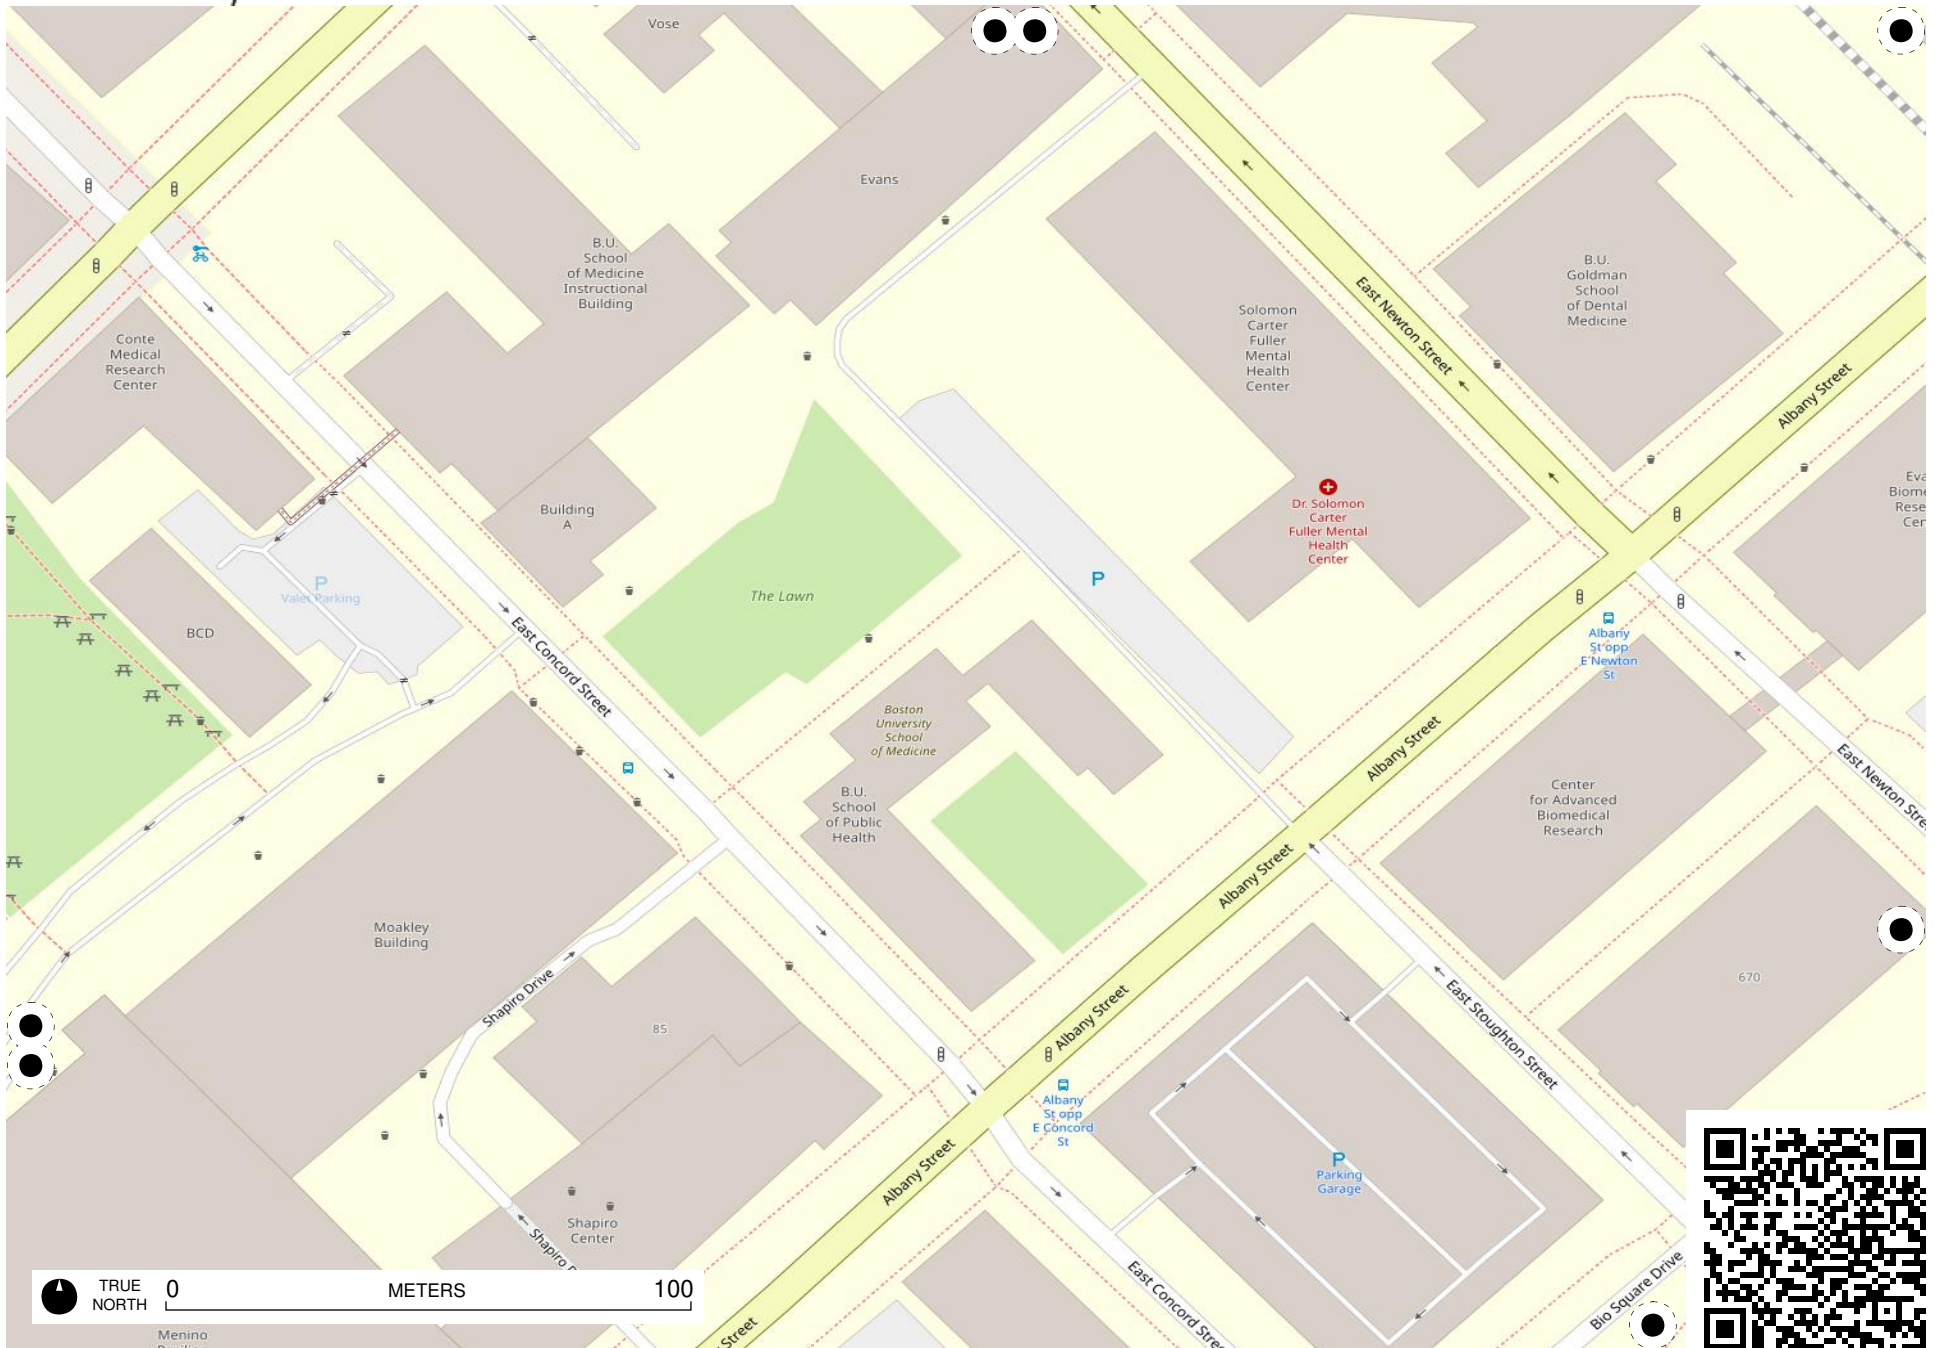 Vose
Evans
B.U.
School
of Medicine
Instructional
Building
Conte
Medical
Research
Center
Solomon
Carter
Fuller
Mental
Health
Center
B.U.
Goldman
School
of Dental
Medicine
East Newton Street
Albany Street
Dr. Solomon
Carter
Fuller Mental
Health
Center
Building
A
P
Valet Parking
BCD
The Lawn
P
East Concord Street
Albany
St opp
E Newton
St
Boston
University
School
of Medicine
B.U.
School
of Public
Health
Albany Street
East Newton
Center
for Advanced
Biomedical
Research
Albany Street
Moakley
Building
Shapiro Drive
85
Albany Street
670
East Stoughton Street
Albany
St opp
E Concord
St
Albany Street
P
Parking
Garage
Shapiro
Center
Shapiro
East Concord
Bio Square Drive
TRUE
NORTH
0 METERS 100
Menino
Street